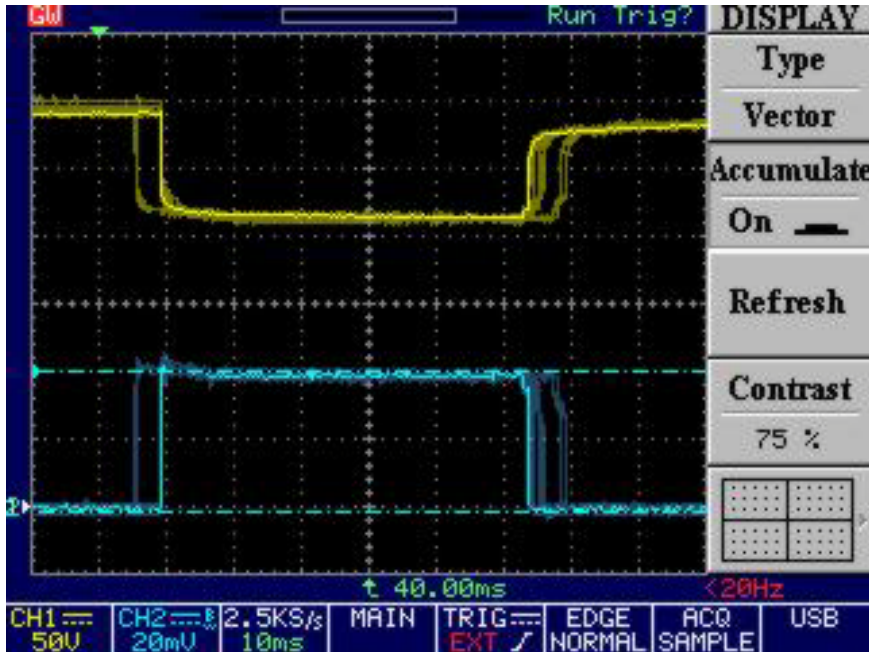 GW Run Trig? DISPLAY
Type
Vector
Accumulate
On
Refresh
Contrast
75 %
2
40.00ms <20Hz
CH1 CH2 2.5KS/s MAIN TRIG EDGE ACQ USB
50V 20mV 10ms EXT NORMAL SAMPLE